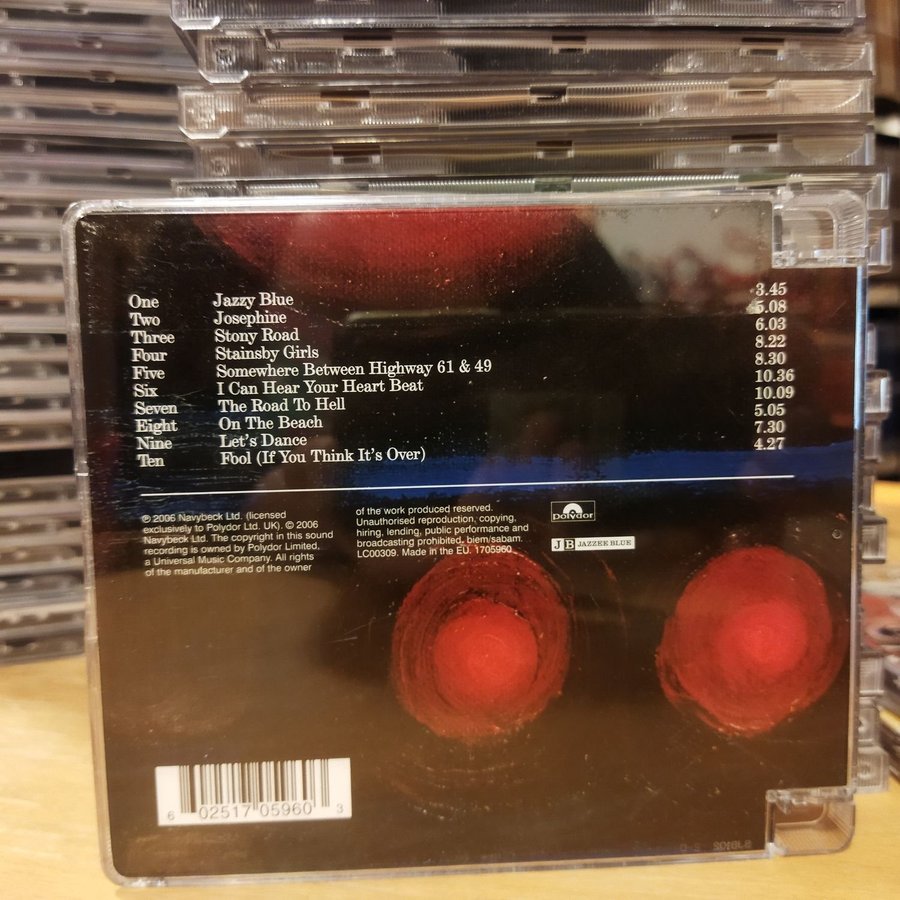 One Jazzy Blue 3.45
Two Josephine 5.08
Three Stony Road 6.03
Four Stainsby Girls 8.22
Five Somewhere Between Highway 61 & 49 8.30
Six I Can Hear Your Heart Beat 10.36
Seven The Road To Hell 10.09
Eight On The Beach 5.05
Nine Let's Dance 7.30
Ten Fool (If You Think It's Over) 4.27
℗ 2006 Navybeck Ltd. (licensed
exclusively to Polydor Ltd. UK). © 2006
Navybeck Ltd. The copyright in this sound
recording is owned by Polydor Limited,
a Universal Music Company. All rights
of the manufacturer and of the owner
of the work produced reserved.
Unauthorised reproduction, copying,
hiring, lending, public performance and
broadcasting prohibited. biem/sabam.
LC00309. Made in the EU. 1705960
Polydor
JB JAZZEE BLUE
6 02517 05960 3